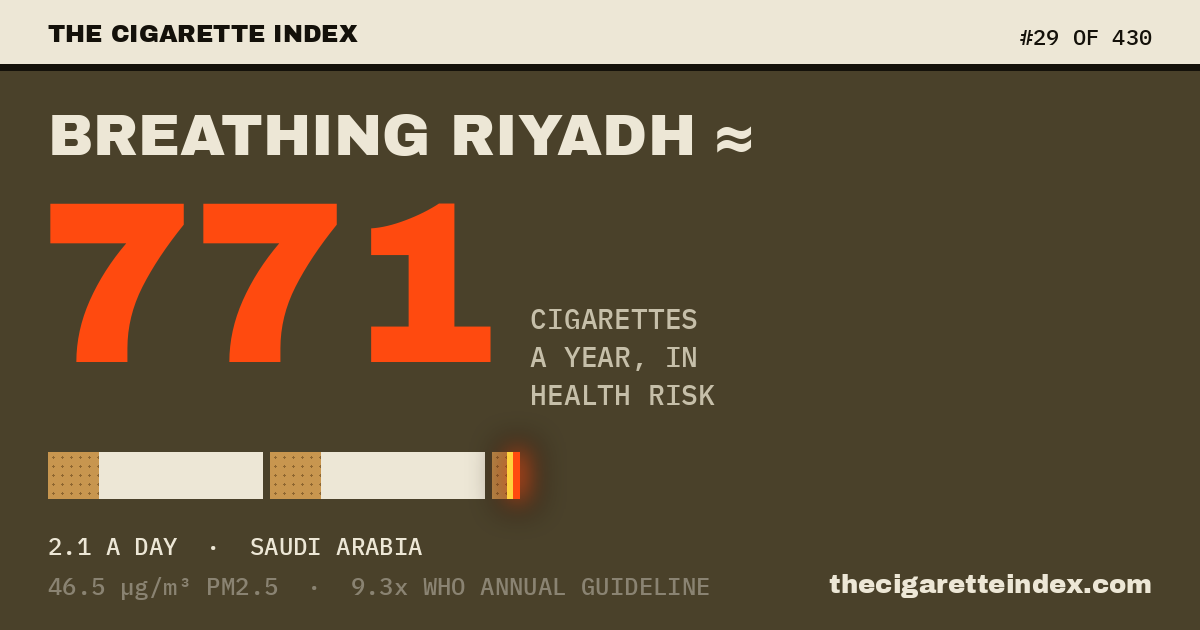 THE CIGARETTE INDEX
#29 OF 430
BREATHING RIYADH ≈
771
CIGARETTES
A YEAR, IN
HEALTH RISK
2.1 A DAY · SAUDI ARABIA
46.5 µg/m³ PM2.5 · 9.3x WHO ANNUAL GUIDELINE
thecigaretteindex.com